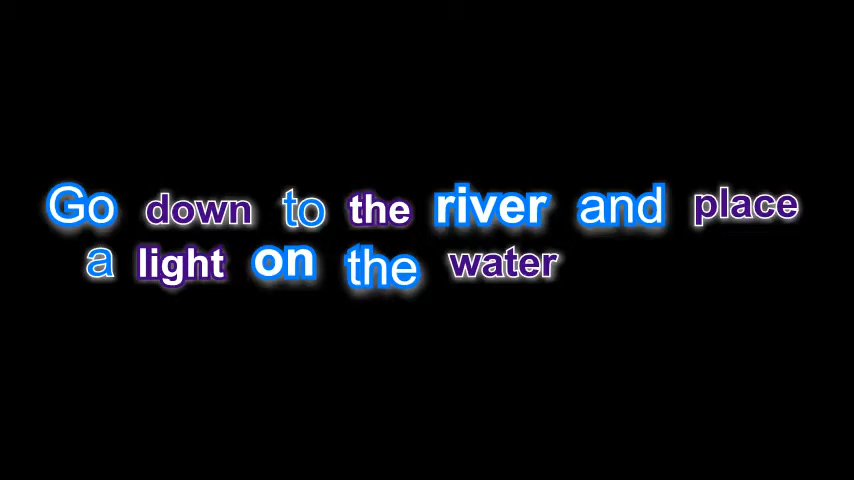 Go down to the river and place
a light on the water